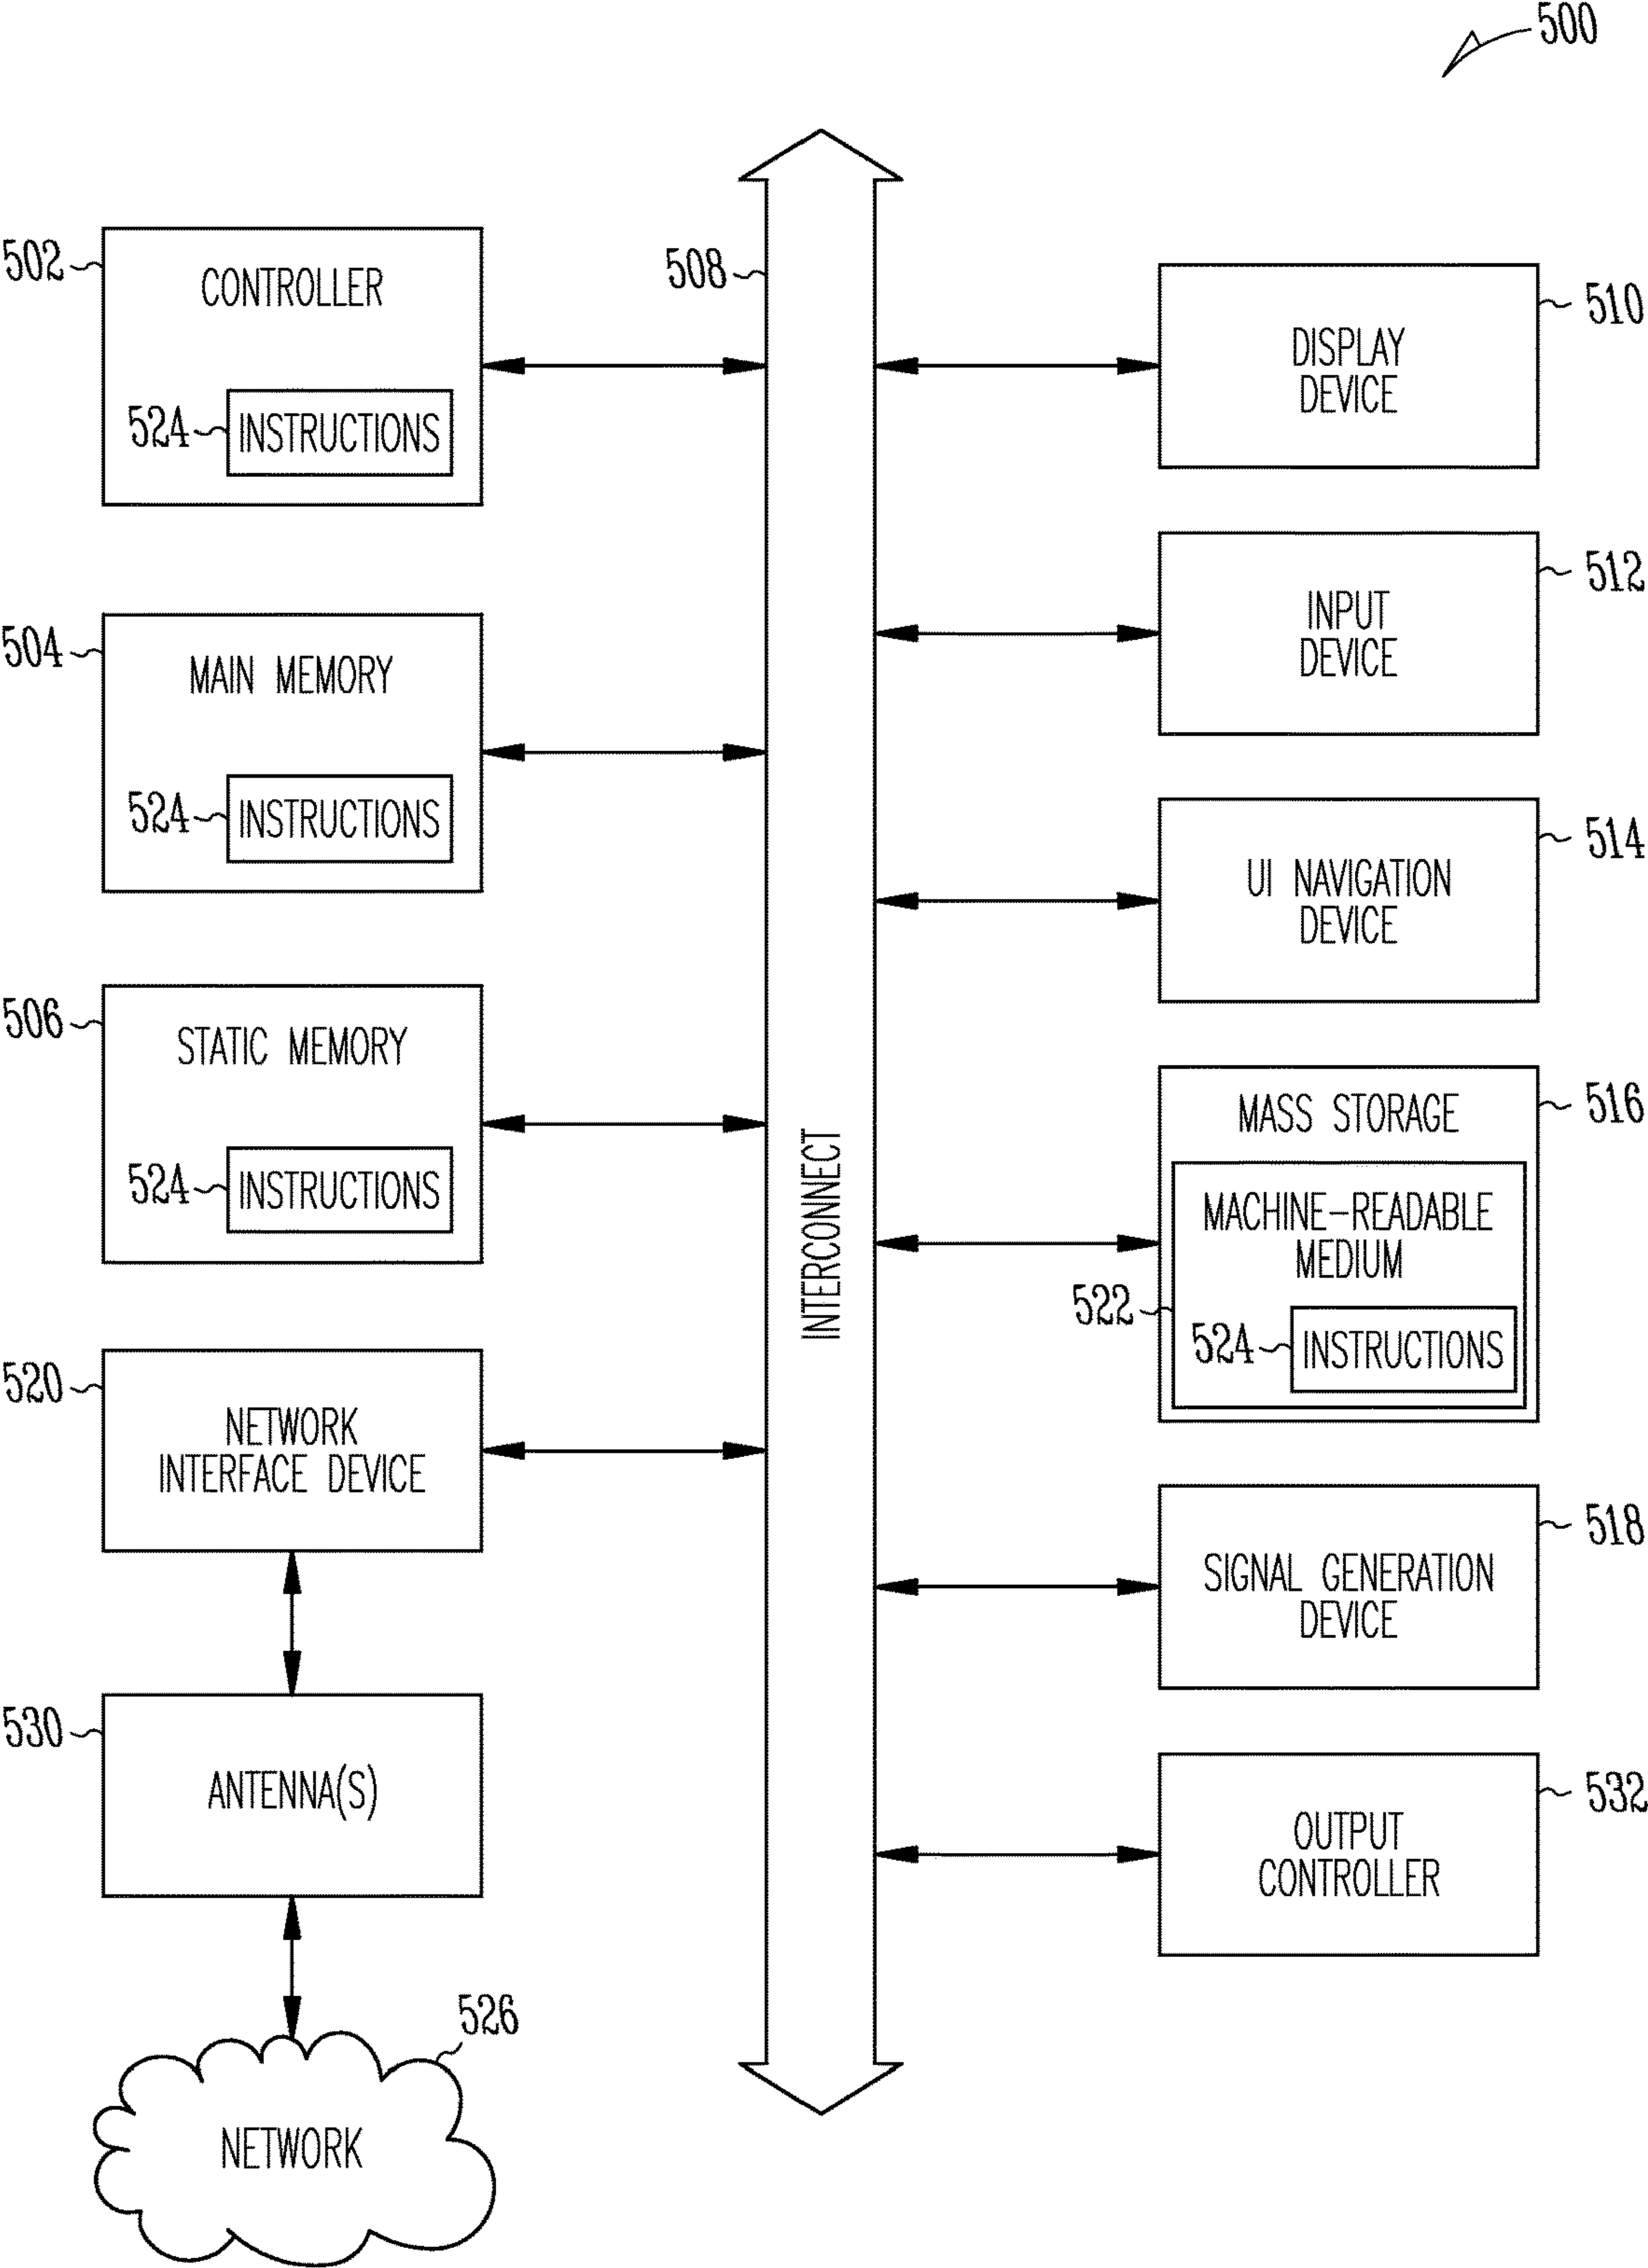 500
502
CONTROLLER
524
INSTRUCTIONS
504
MAIN MEMORY
524
INSTRUCTIONS
506
STATIC MEMORY
524
INSTRUCTIONS
520
NETWORK
INTERFACE DEVICE
530
ANTENNA(S)
526
NETWORK
508
INTERCONNECT
510
DISPLAY
DEVICE
512
INPUT
DEVICE
514
UI NAVIGATION
DEVICE
516
MASS STORAGE
MACHINE-READABLE
MEDIUM
522
524
INSTRUCTIONS
518
SIGNAL GENERATION
DEVICE
532
OUTPUT
CONTROLLER